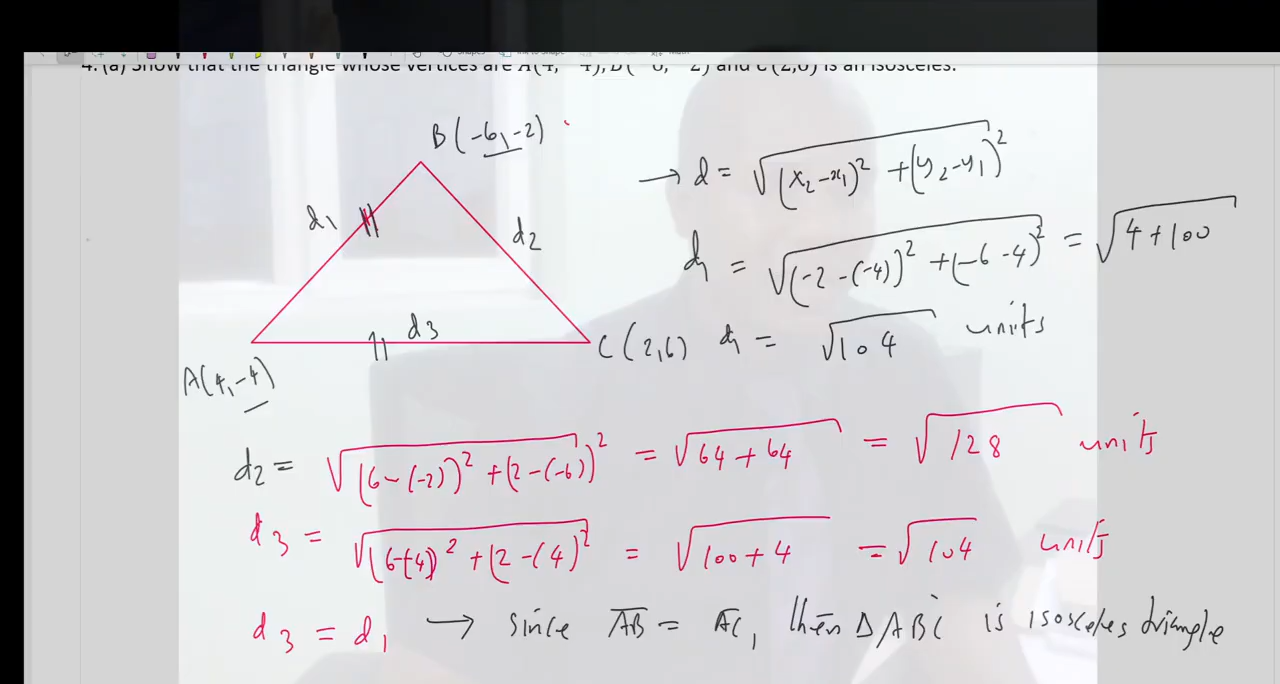 4. (a) Show that the triangle whose vertices are A(4, −4), B(−6, −2) and C(2,6) is an isosceles.
B(-6,-2)
→ d = √((x₂-x₁)² + (y₂-y₁)²)
d₁
d₂
d₁ = √((-2-(-4))² + (-6-4)²) = √(4+100)
d₃
C(2,6)
d₁ = √104 units
A(4,-4)
d₂ = √((6-(-2))² + (2-(-6))²) = √(64+64) = √128 units
d₃ = √((6-(-4))² + (2-(4)²) = √(100+4) = √104 units
d₃ = d₁ → since A̅B̅ = A̅C̅, then ΔABC is isosceles triangle